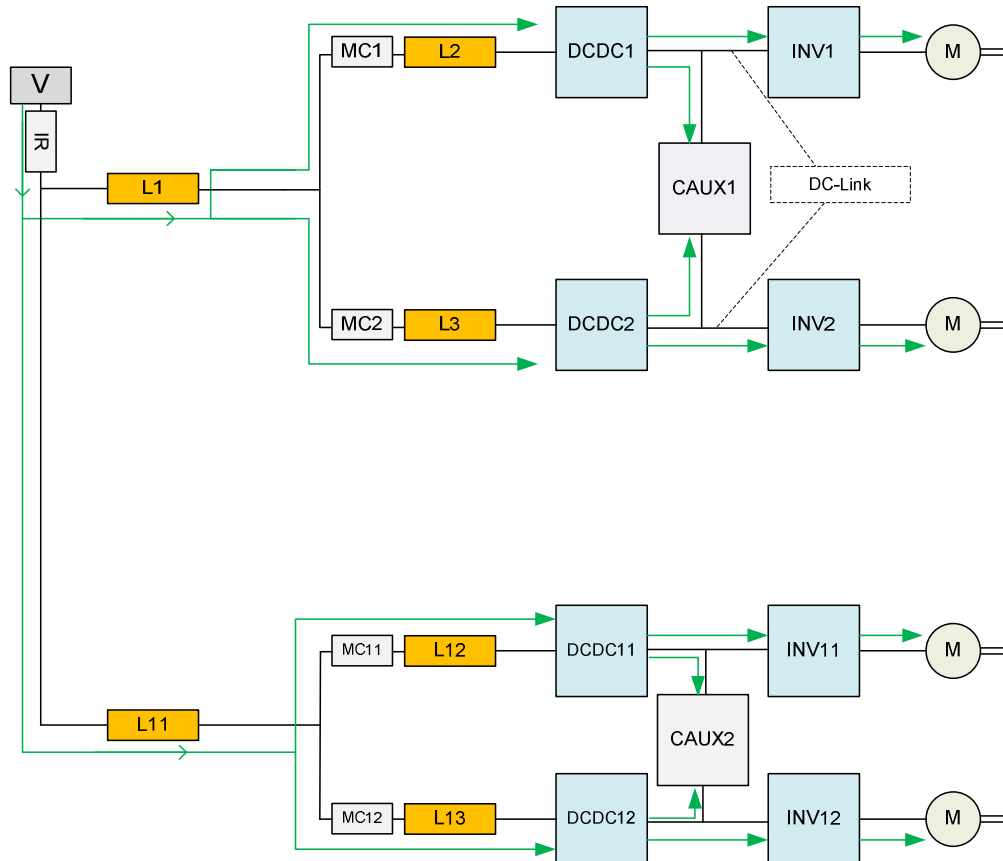 MC1
L2
DCDC1
INV1
M
V
IR
L1
CAUX1
DC-Link
MC2
L3
DCDC2
INV2
M
MC11
L12
DCDC11
INV11
M
L11
CAUX2
MC12
L13
DCDC12
INV12
M